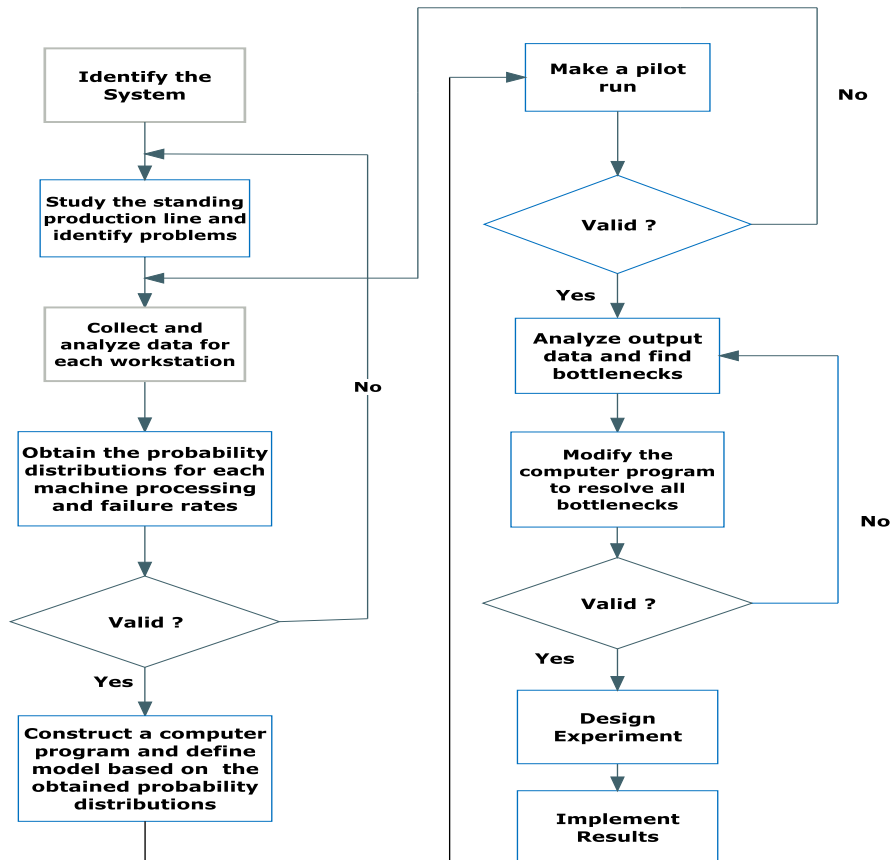 Identify the
System
Study the standing
production line and
identify problems
Collect and
analyze data for
each workstation
No
Obtain the probability
distributions for each
machine processing
and failure rates
Valid ?
Yes
Construct a computer
program and define
model based on  the
obtained probability
distributions
Make a pilot
run
No
Valid ?
Yes
Analyze output
data and find
bottlenecks
Modify the
computer program
to resolve all
bottlenecks
No
Valid ?
Yes
Design
Experiment
Implement
Results